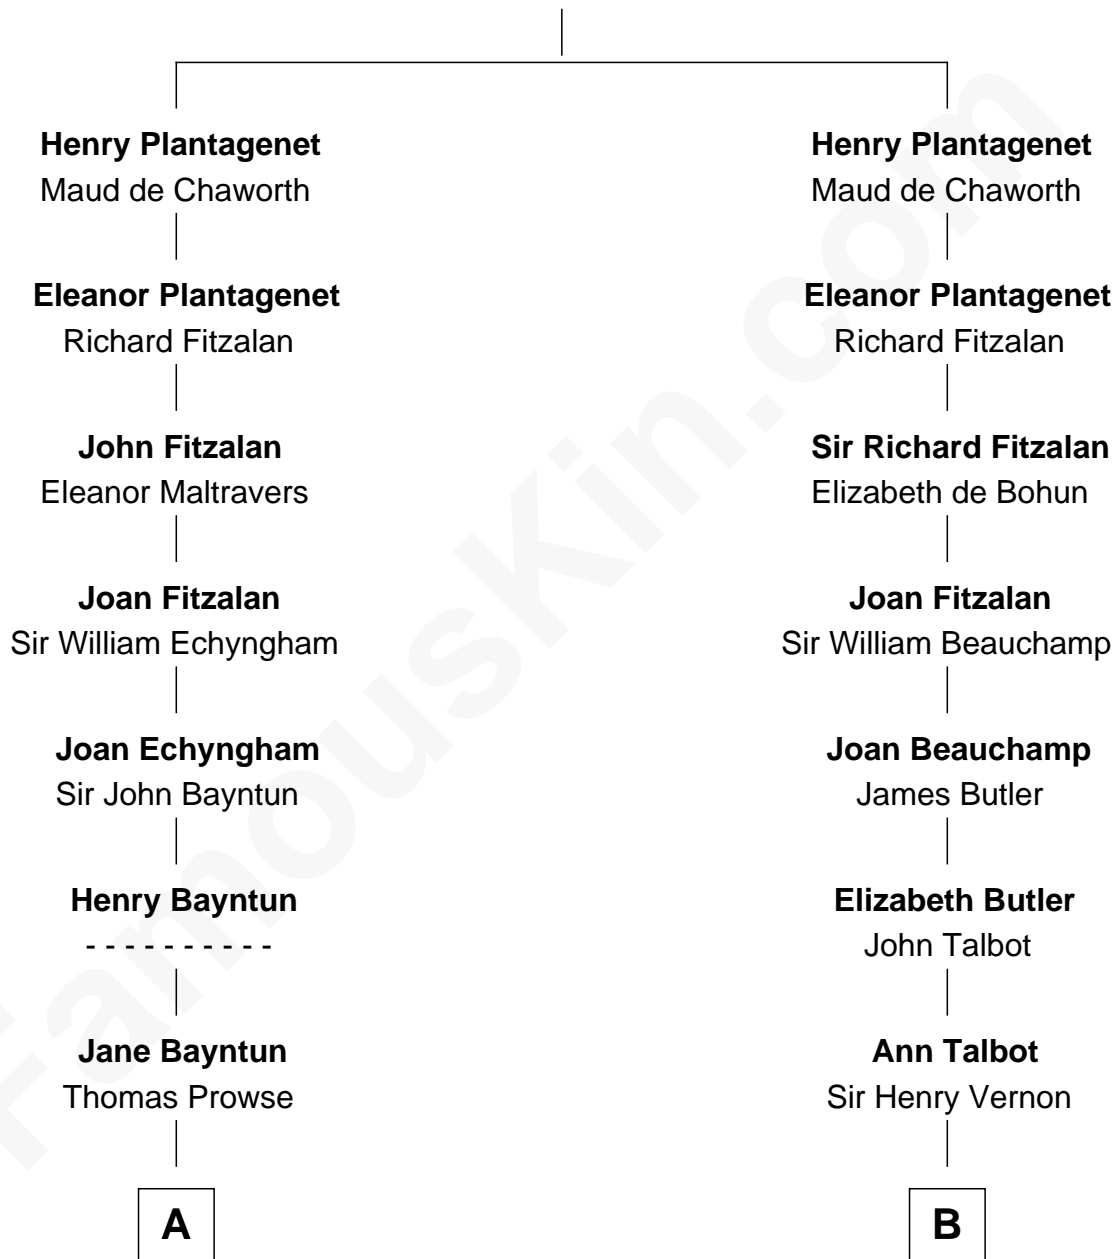 Henry Plantagenet
Maud de Chaworth
Eleanor Plantagenet
Richard Fitzalan
John Fitzalan
Eleanor Maltravers
Joan Fitzalan
Sir William Echyngham
Joan Echyngham
Sir John Bayntun
Henry Bayntun
- - - - - - - - - -
Jane Bayntun
Thomas Prowse
A
Henry Plantagenet
Maud de Chaworth
Eleanor Plantagenet
Richard Fitzalan
Sir Richard Fitzalan
Elizabeth de Bohun
Joan Fitzalan
Sir William Beauchamp
Joan Beauchamp
James Butler
Elizabeth Butler
John Talbot
Ann Talbot
Sir Henry Vernon
B
FamousKin.com